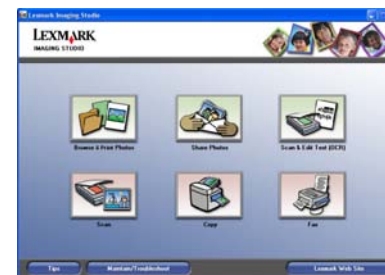 Lexmark Imaging Studio
LEXMARK
IMAGING STUDIO
Browse & Print Photos
Share Photos
Scan & Edit Text (OCR)
Scan
Copy
Fax
Tips
Maintain/Troubleshoot
Lexmark Web Site